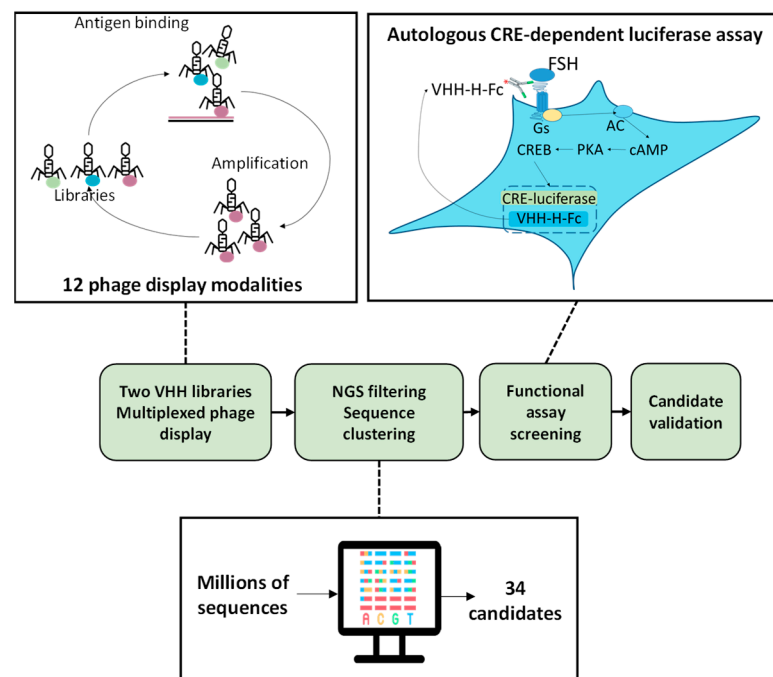 Antigen binding
Libraries
Amplification
12 phage display modalities
Autologous CRE-dependent luciferase assay
FSH
VHH-H-Fc
Gs
AC
CREB
PKA
cAMP
CRE-luciferase
VHH-H-Fc
Two VHH libraries
Multiplexed phage
display
NGS filtering
Sequence
clustering
Functional
assay
screening
Candidate
validation
Millions of
sequences
A C G T
34
candidates